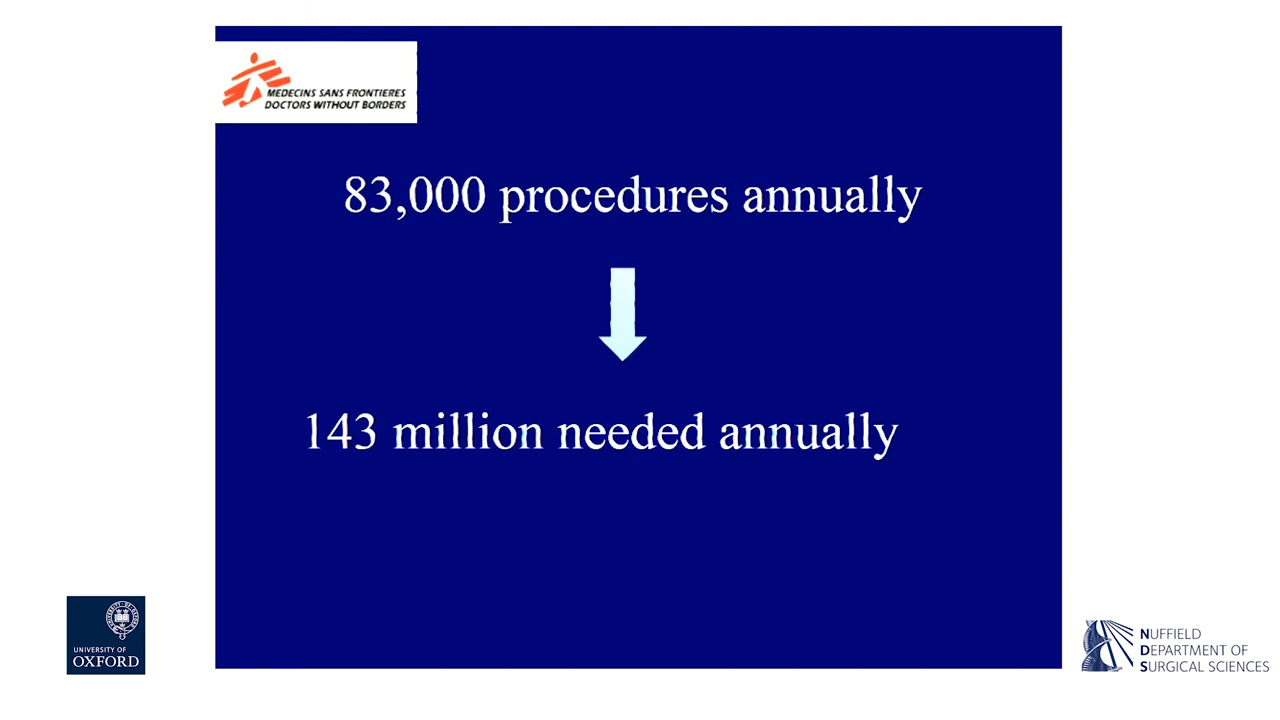 MEDECINS SANS FRONTIERES
DOCTORS WITHOUT BORDERS
83,000 procedures annually
143 million needed annually
UNIVERSITY OF
OXFORD
NUFFIELD
DEPARTMENT OF
SURGICAL SCIENCES